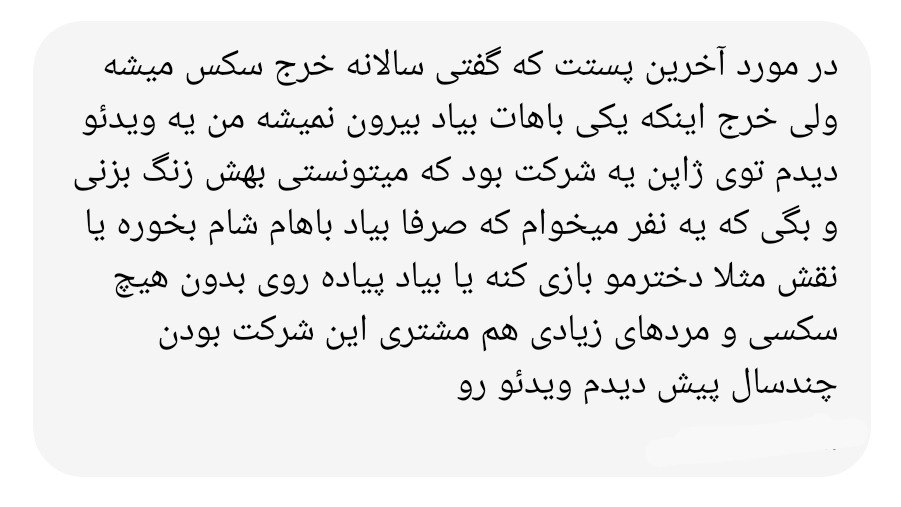 در مورد آخرین پستت که گفتی سالانه خرج سکس میشه
ولی خرج اینکه یکی باهات بیاد بیرون نمیشه من یه ویدئو
دیدم توی ژاپن یه شرکت بود که میتونستی بهش زنگ بزنی
و بگی که یه نفر میخوام که صرفا بیاد باهام شام بخوره یا
نقش مثلا دخترمو بازی کنه یا بیاد پیاده روی بدون هیچ
سکسی و مردهای زیادی هم مشتری این شرکت بودن
چندسال پیش دیدم ویدئو رو